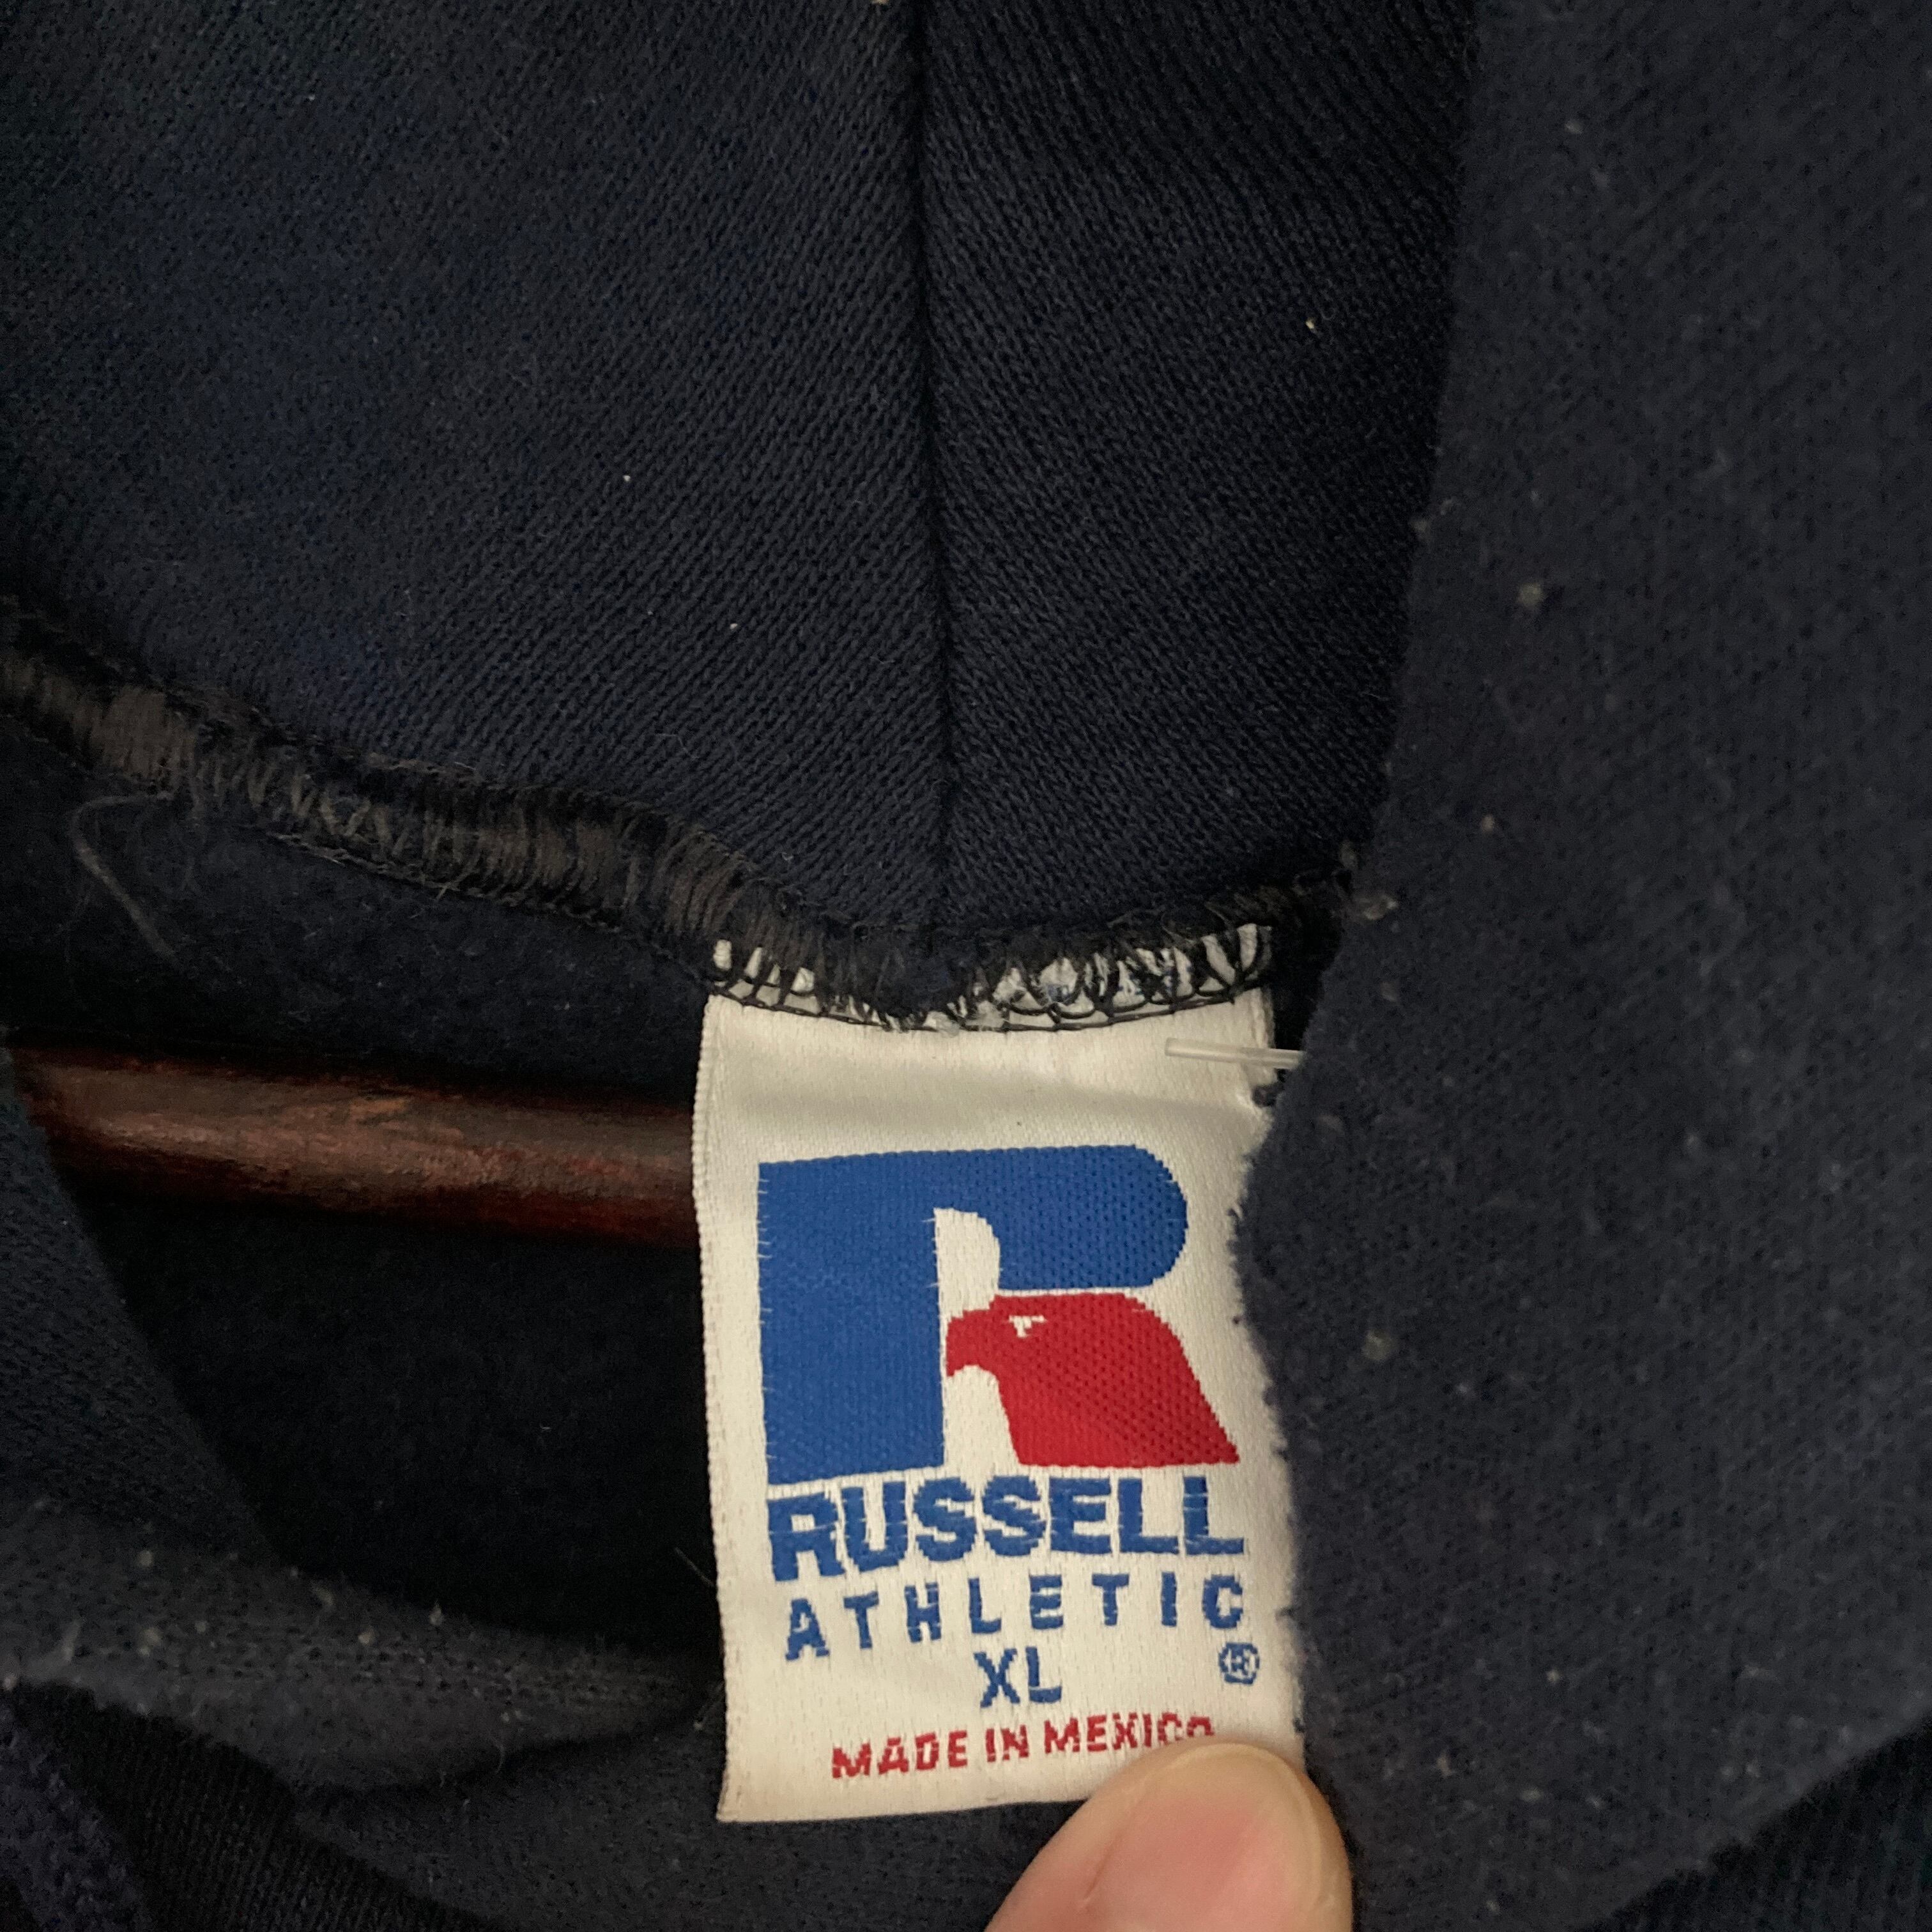 RUSSELL
ATHLETIC
XL ®
MADE IN MEXICO